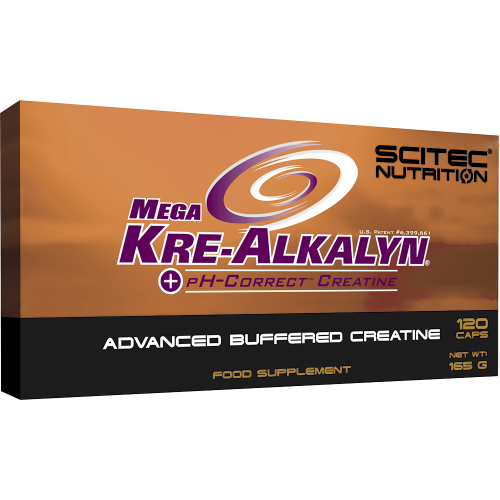 SCITEC®
NUTRITION
U.S. PATENT #6,399,661
MEGA
KRE-ALKALYN®
+ PH-CORRECT™ CREATINE
ADVANCED BUFFERED CREATINE
120
CAPS
NET WT:
165 G
FOOD SUPPLEMENT